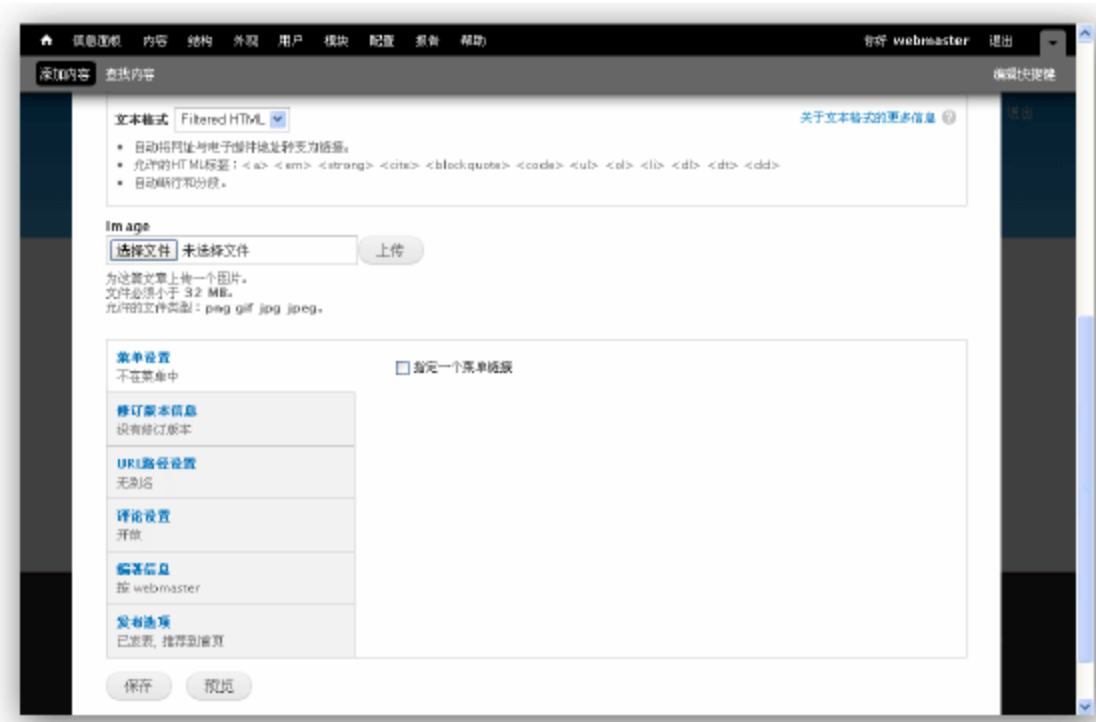 信息面板 内容 结构 外观 用户 模块 配置 报告 帮助 你好 webmaster 退出
添加内容 查找内容 编辑快捷键
退出
文本格式 Filtered HTML 关于文本格式的更多信息
自动将网址与电子邮件地址转变为链接。
允许的HTML标签：<a> <em> <strong> <cite> <blockquote> <code> <ul> <ol> <li> <dl> <dt> <dd>
自动断行和分段。
Image
选择文件 未选择文件 上传
为这篇文章上传一个图片。
文件必须小于 32 MB。
允许的文件类型：png gif jpg jpeg。
菜单设置
不在菜单中
指定一个菜单链接
修订版本信息
没有修订版本
URL路径设置
无别名
评论设置
开放
编著信息
按 webmaster
发布选项
已发表, 推荐到首页
保存 预览